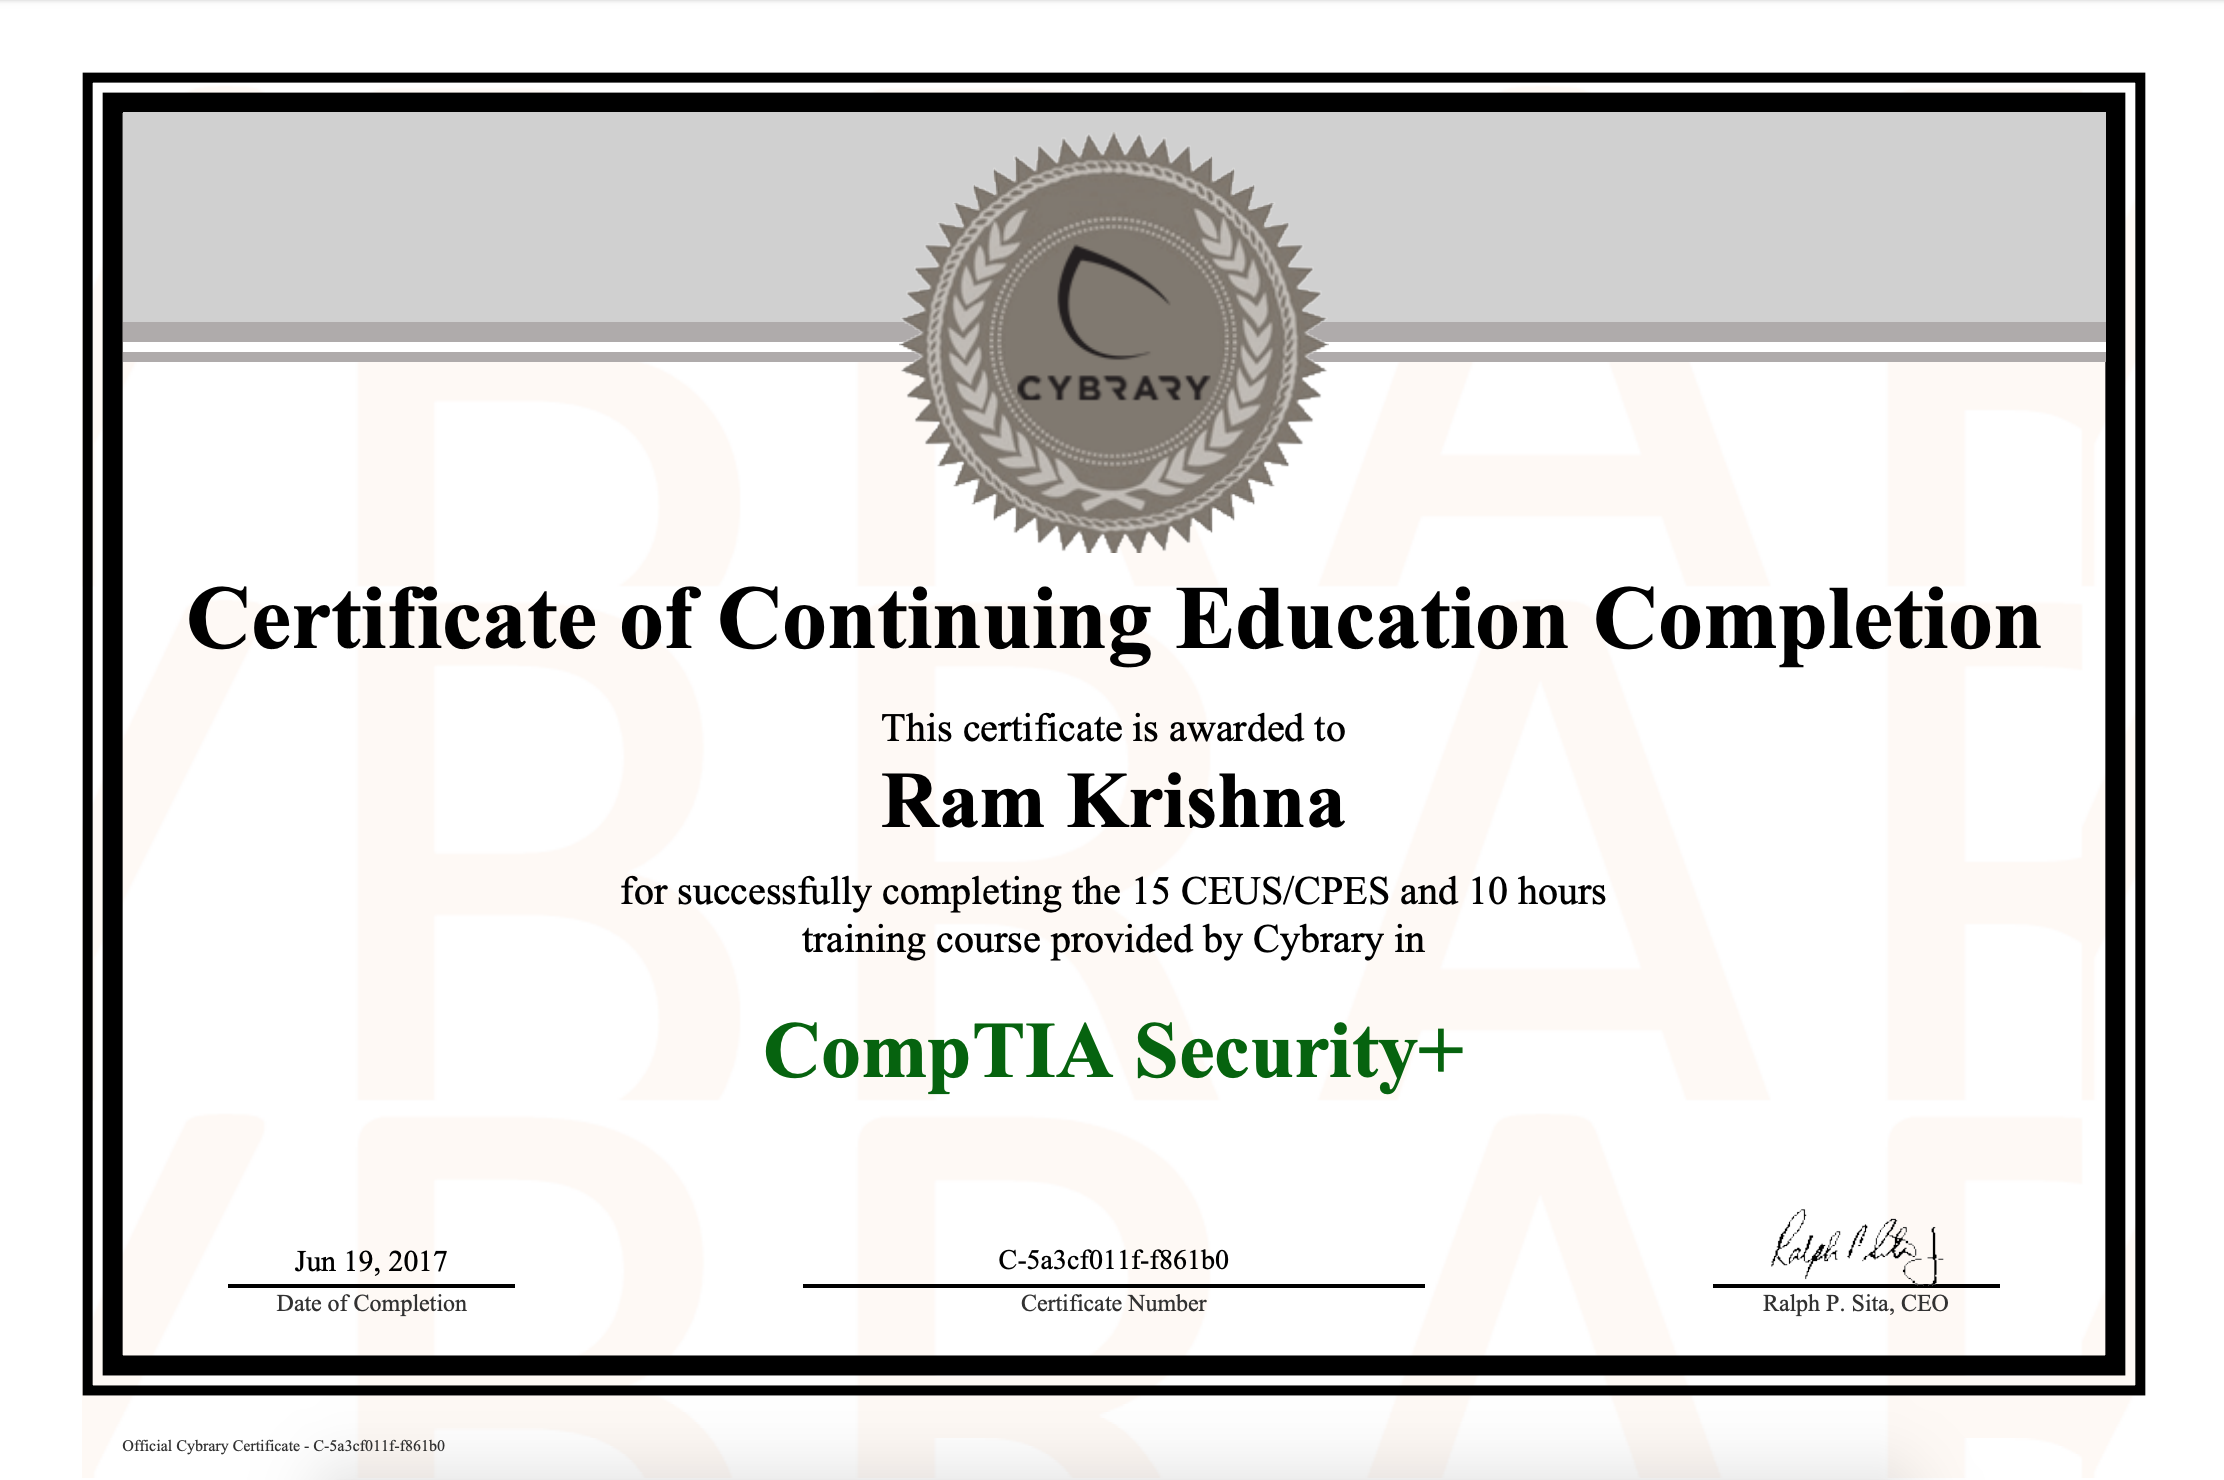 CYBRARY
Certificate of Continuing Education Completion
This certificate is awarded to
Ram Krishna
for successfully completing the 15 CEUS/CPES and 10 hours
training course provided by Cybrary in
CompTIA Security+
Jun 19, 2017
Date of Completion
C-5a3cf011f-f861b0
Certificate Number
Ralph P. Sita, CEO
Official Cybrary Certificate - C-5a3cf011f-f861b0